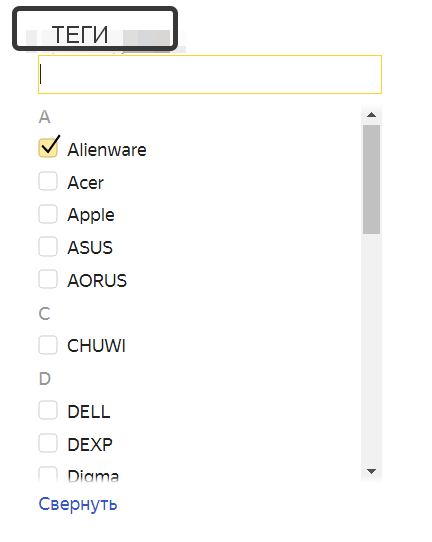 ТЕГИ
A
Alienware
Acer
Apple
ASUS
AORUS
C
CHUWI
D
DELL
DEXP
Digma
Свернуть